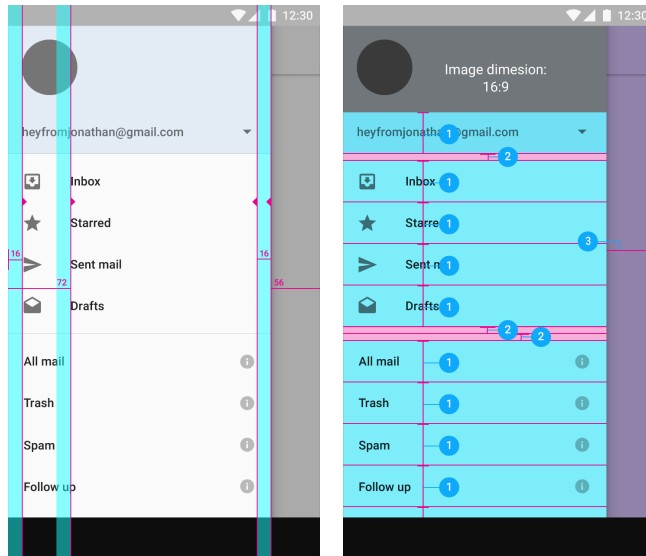 12:30
heyfromjonathan@gmail.com
Inbox
Starred
16
16
Sent mail
72
56
Drafts
All mail
Trash
Spam
Follow up
12:30
Image dimesion:
16:9
heyfromjonathan@gmail.com
1
2
Inbox
1
Starred
1
3
Sent m
1
Drafts
1
2
2
All mail
1
Trash
1
Spam
1
Follow up
1